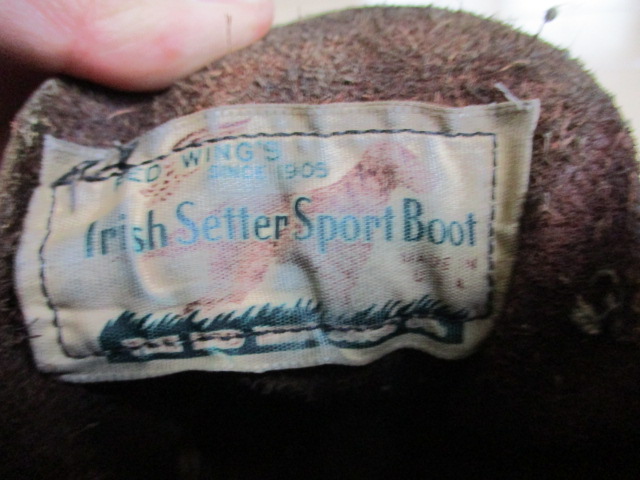 RED WING'S
SINCE 1905
Irish Setter Sport Boot